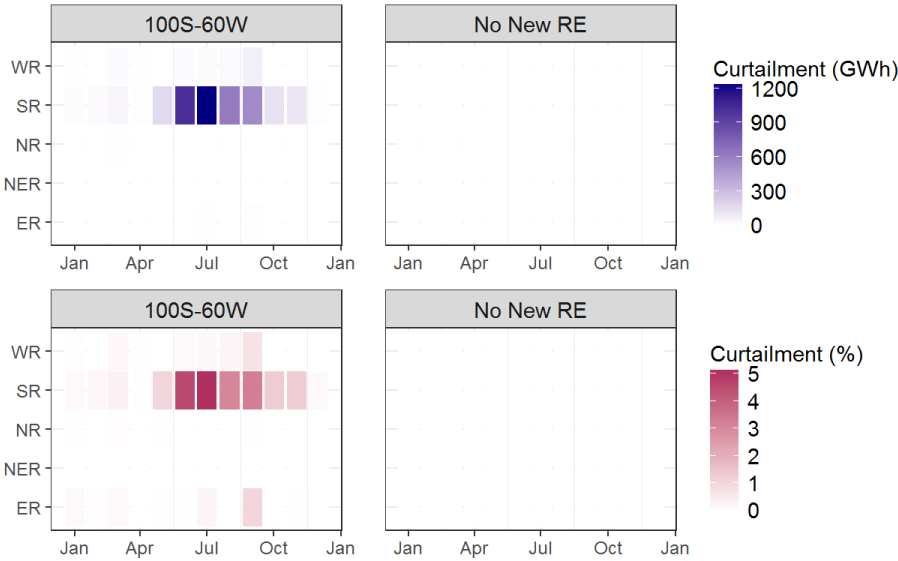 100S-60W
No New RE
WR
SR
NR
NER
ER
Jan Apr Jul Oct Jan
Jan Apr Jul Oct Jan
Curtailment (GWh)
1200
900
600
300
0
100S-60W
No New RE
WR
SR
NR
NER
ER
Jan Apr Jul Oct Jan
Jan Apr Jul Oct Jan
Curtailment (%)
5
4
3
2
1
0